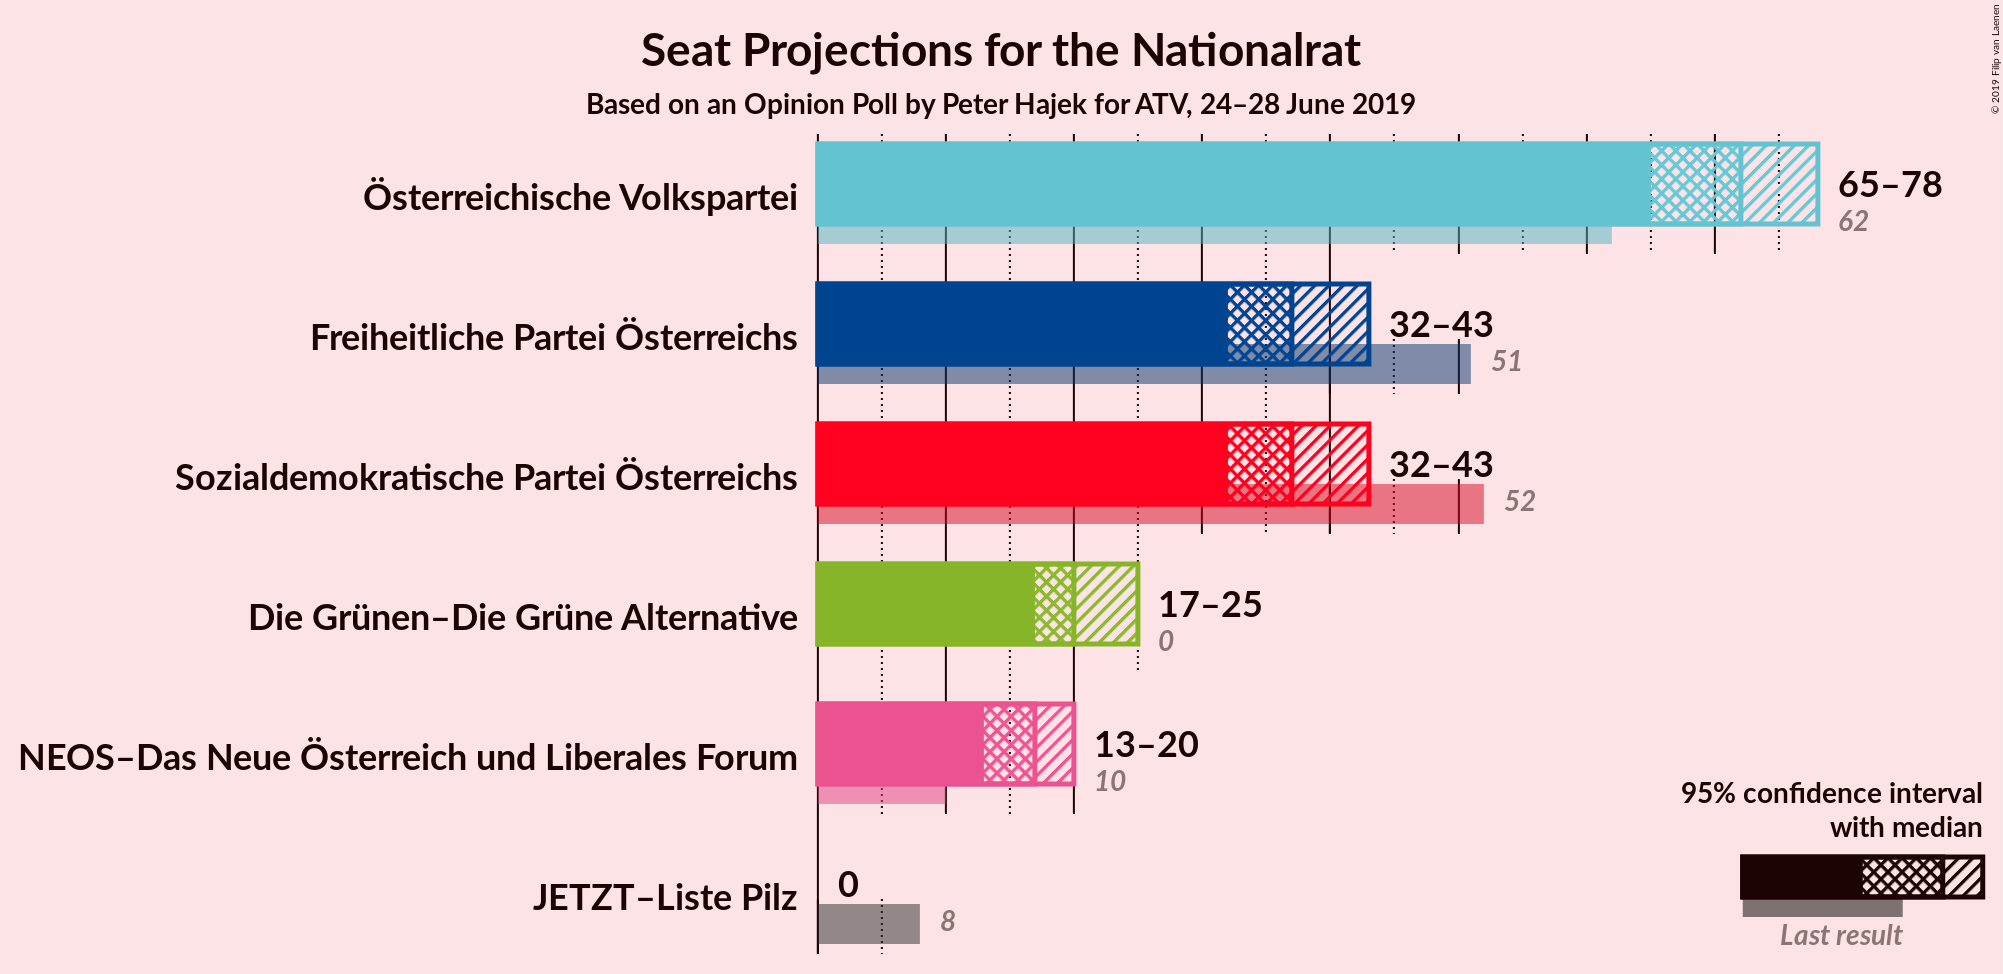 Seat Projections for the Nationalrat
Based on an Opinion Poll by Peter Hajek for ATV, 24–28 June 2019
© 2019 Filip van Laenen
Österreichische Volkspartei
65–78
62
Freiheitliche Partei Österreichs
32–43
51
Sozialdemokratische Partei Österreichs
32–43
52
Die Grünen–Die Grüne Alternative
17–25
0
NEOS–Das Neue Österreich und Liberales Forum
13–20
10
JETZT–Liste Pilz
0
8
95% confidence interval
with median
Last result